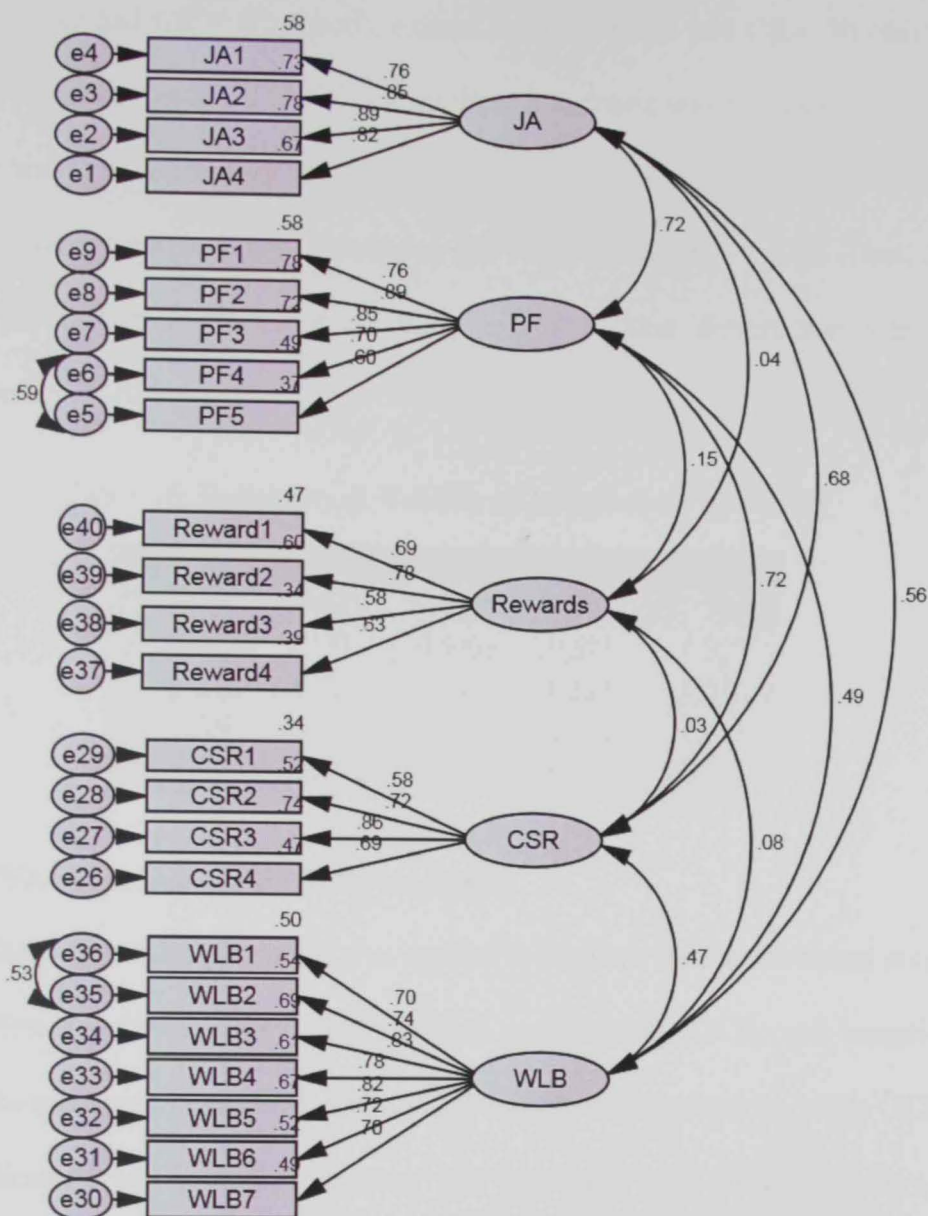 .58
e4 JA1 .73 .76
e3 JA2 .78 .85
e2 JA3 .67 .89 JA
e1 JA4 .82
.72
.58
e9 PF1 .78 .76
e8 PF2 .72 .89
e7 PF3 .49 .85 PF
e6 PF4 .37 .70
.59 e5 PF5 .60
.04
.15 .68
.47
e40 Reward1 .60 .69
e39 Reward2 .34 .78
e38 Reward3 .39 .58 Rewards .72 .56
e37 Reward4
.03 .49
.34
e29 CSR1 .52 .58
e28 CSR2 .74 .72
e27 CSR3 .47 CSR .08
e26 CSR4 .69
.50 .47
e36 WLB1 .54 .70
.53 e35 WLB2 .69 .74
e34 WLB3 .61 .83
e33 WLB4 .67 .78 WLB
e32 WLB5 .52 .82
e31 WLB6 .49 .72
e30 WLB7 .70